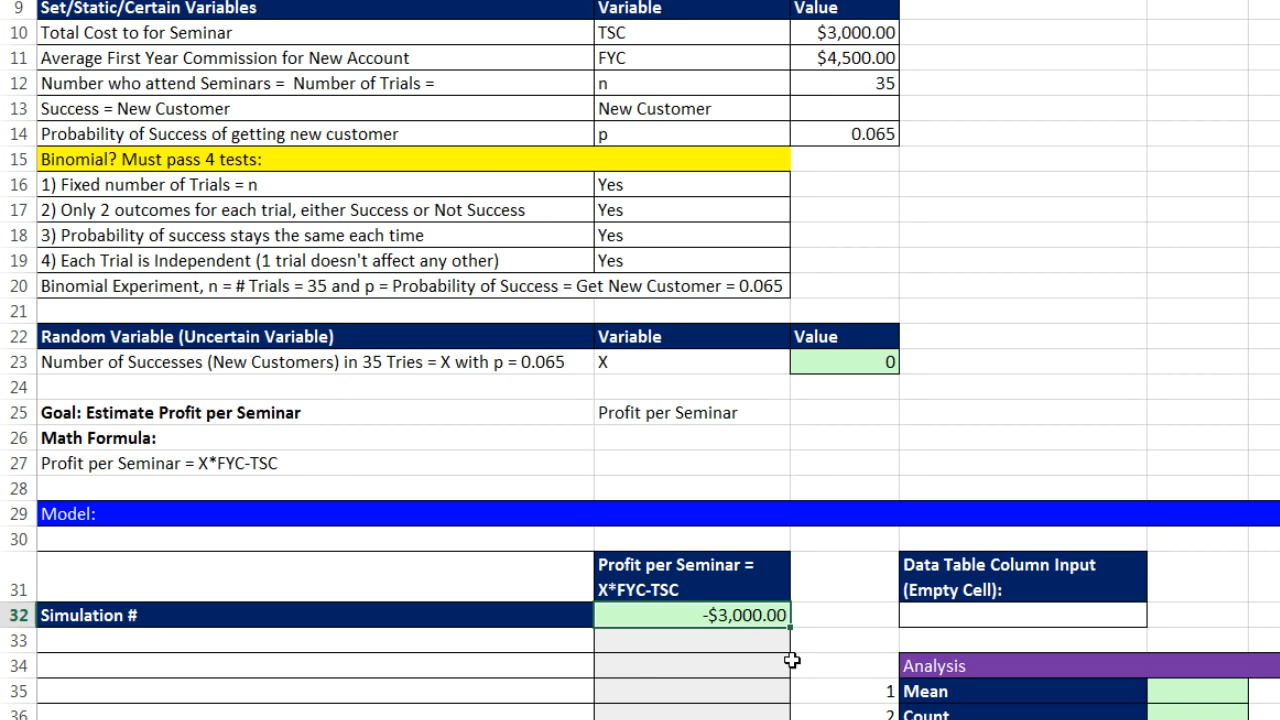 9 Set/Static/Certain Variables Variable Value
10 Total Cost to for Seminar TSC $3,000.00
11 Average First Year Commission for New Account FYC $4,500.00
12 Number who attend Seminars = Number of Trials = n 35
13 Success = New Customer New Customer
14 Probability of Success of getting new customer p 0.065
15 Binomial? Must pass 4 tests:
16 1) Fixed number of Trials = n Yes
17 2) Only 2 outcomes for each trial, either Success or Not Success Yes
18 3) Probability of success stays the same each time Yes
19 4) Each Trial is Independent (1 trial doesn't affect any other) Yes
20 Binomial Experiment, n = # Trials = 35 and p = Probability of Success = Get New Customer = 0.065
21
22 Random Variable (Uncertain Variable) Variable Value
23 Number of Successes (New Customers) in 35 Tries = X with p = 0.065 X 0
24
25 Goal: Estimate Profit per Seminar Profit per Seminar
26 Math Formula:
27 Profit per Seminar = X*FYC-TSC
28
29 Model:
30
Profit per Seminar = Data Table Column Input
31 X*FYC-TSC (Empty Cell):
32 Simulation # -$3,000.00
33
34 Analysis
35 1 Mean
36 2 Count